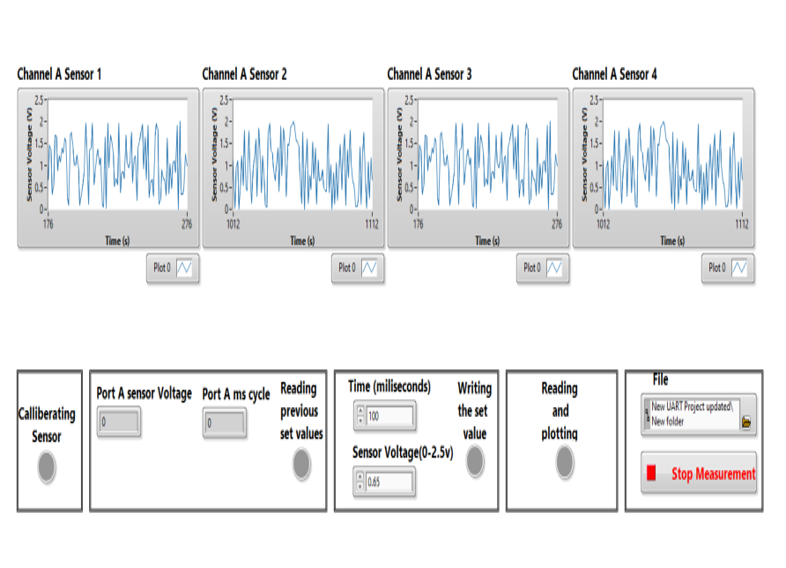 Channel A Sensor 1
Channel A Sensor 2
Channel A Sensor 3
Channel A Sensor 4
Sensor Voltage (V)
2.5
2
1.5
1
0.5
0
176
276
Time (s)
Plot 0
Sensor Voltage (V)
2.5
2
1.5
1
0.5
0
1012
1112
Time (s)
Plot 0
Sensor Voltage (V)
2.5
2
1.5
1
0.5
0
176
276
Time (s)
Plot 0
Sensor Voltage (V)
2.5
2
1.5
1
0.5
0
1012
1112
Time (s)
Plot 0
Calliberating
Sensor
Port A sensor Voltage
0
Port A ms cycle
0
Reading
previous
set values
Time (miliseconds)
100
Sensor Voltage(0-2.5v)
0.65
Writing
the set
value
Reading
and
plotting
File
New UART Project updated\
New folder
Stop Measurement